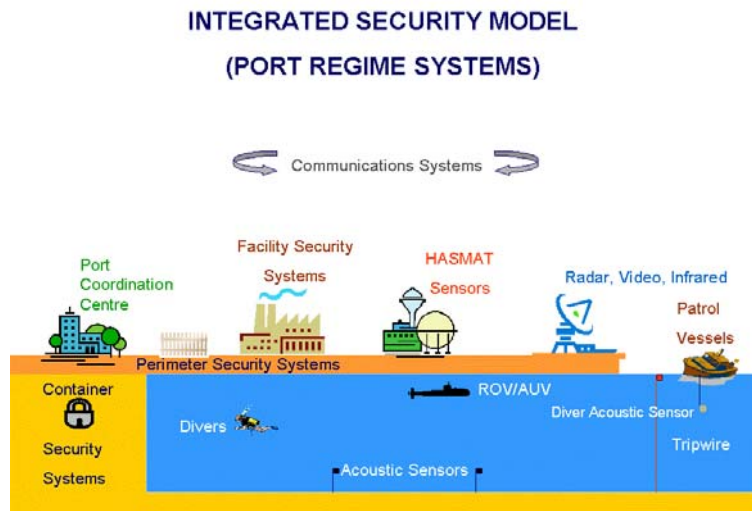 INTEGRATED SECURITY MODEL
(PORT REGIME SYSTEMS)
Communications Systems
Port
Coordination
Centre
Facility Security
Systems
HASMAT
Sensors
Radar, Video, Infrared
Patrol
Vessels
Perimeter Security Systems
Container
Security
Systems
Divers
ROV/AUV
Diver Acoustic Sensor
Acoustic Sensors
Tripwire